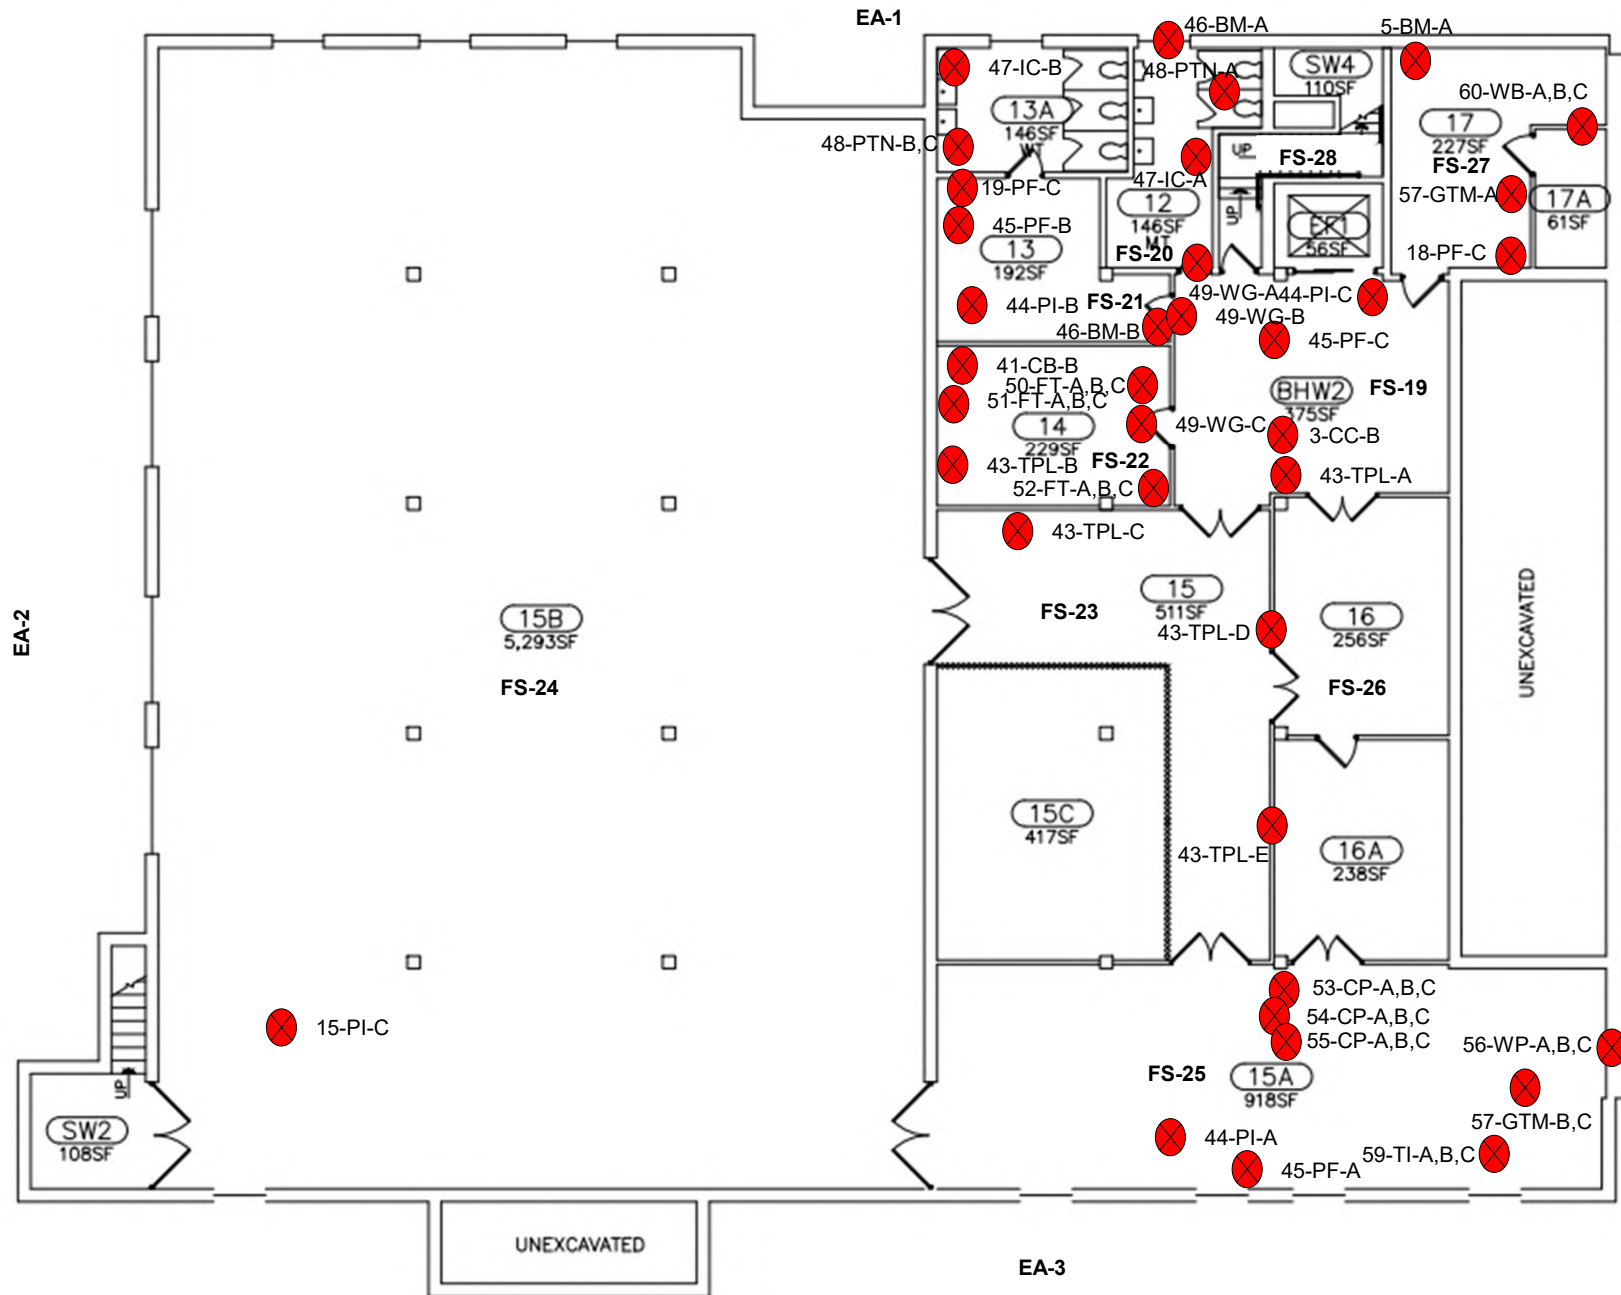 EA-1
46-BM-A
5-BM-A
47-IC-B
48-PTN-A
SW4
110SF
60-WB-A,B,C
13A
146SF
WT
17
227SF
48-PTN-B,C
UP
FS-28
FS-27
47-IC-A
19-PF-C
57-GTM-A
17A
61SF
12
146SF
MT
UP
45-PF-B
EF1
56SF
13
192SF
FS-20
18-PF-C
49-WG-A
44-PI-C
44-PI-B
FS-21
49-WG-B
46-BM-B
45-PF-C
41-CB-B
50-FT-A,B,C
FS-19
BHW2
375SF
51-FT-A,B,C
14
229SF
49-WG-C
3-CC-B
43-TPL-B
FS-22
43-TPL-A
52-FT-A,B,C
43-TPL-C
15
511SF
FS-23
EA-2
15B
5,293SF
43-TPL-D
16
256SF
UNEXCAVATED
FS-24
FS-26
15C
417SF
43-TPL-E
16A
238SF
53-CP-A,B,C
54-CP-A,B,C
15-PI-C
55-CP-A,B,C
56-WP-A,B,C
FS-25
15A
918SF
UP
SW2
108SF
57-GTM-B,C
44-PI-A
59-TI-A,B,C
45-PF-A
UNEXCAVATED
EA-3